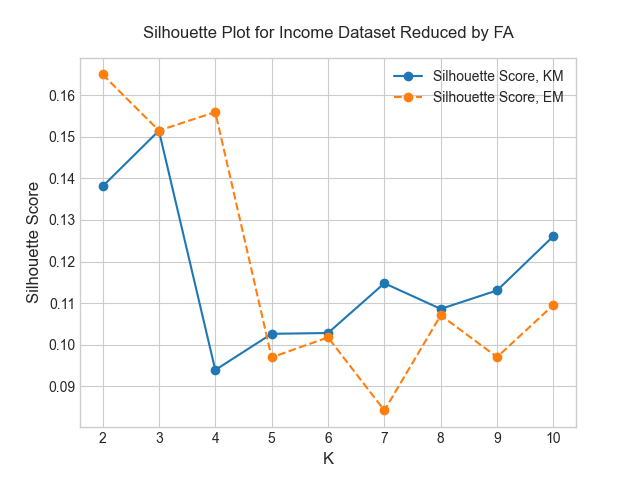 Silhouette Plot for Income Dataset Reduced by FA
Silhouette Score, KM
Silhouette Score, EM
0.16
0.15
0.14
0.13
0.12
0.11
0.10
0.09
Silhouette Score
2 3 4 5 6 7 8 9 10
K